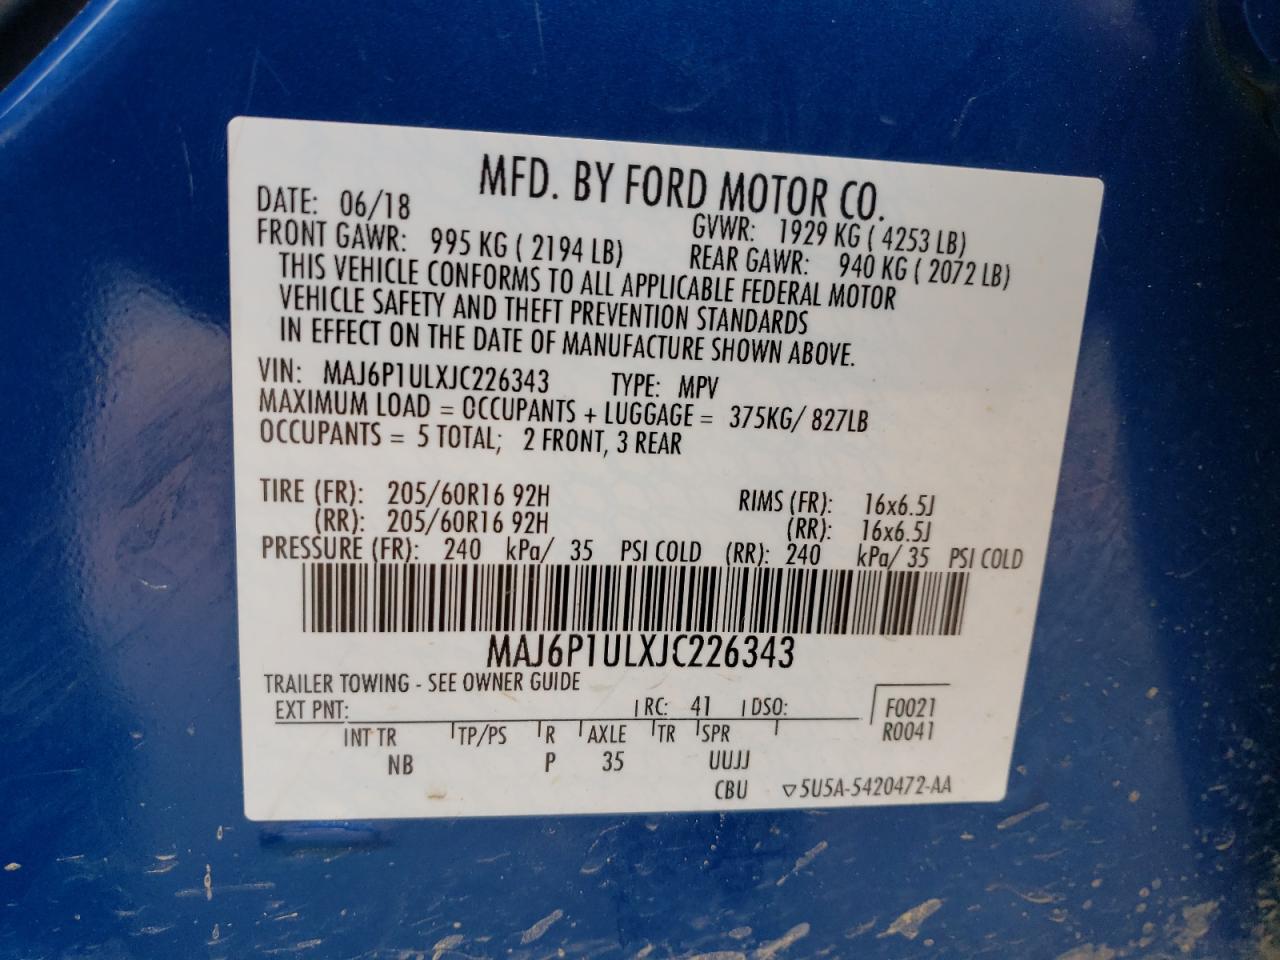 MFD. BY FORD MOTOR CO.
DATE: 06/18 GVWR: 1929 KG ( 4253 LB)
FRONT GAWR: 995 KG ( 2194 LB) REAR GAWR: 940 KG ( 2072 LB)
THIS VEHICLE CONFORMS TO ALL APPLICABLE FEDERAL MOTOR
VEHICLE SAFETY AND THEFT PREVENTION STANDARDS
IN EFFECT ON THE DATE OF MANUFACTURE SHOWN ABOVE.
VIN: MAJ6P1ULXJC226343 TYPE: MPV
MAXIMUM LOAD = OCCUPANTS + LUGGAGE = 375KG/ 827LB
OCCUPANTS = 5 TOTAL; 2 FRONT, 3 REAR
TIRE (FR): 205/60R16 92H RIMS (FR): 16x6.5J
(RR): 205/60R16 92H (RR): 16x6.5J
PRESSURE (FR): 240 kPa/ 35 PSI COLD (RR): 240 kPa/ 35 PSI COLD
MAJ6P1ULXJC226343
TRAILER TOWING - SEE OWNER GUIDE
EXT PNT: RC: 41 DSO: F0021
INT TR TP/PS R AXLE TR SPR R0041
NB P 35 UUJJ
CBU ▽5U5A-5420472-AA